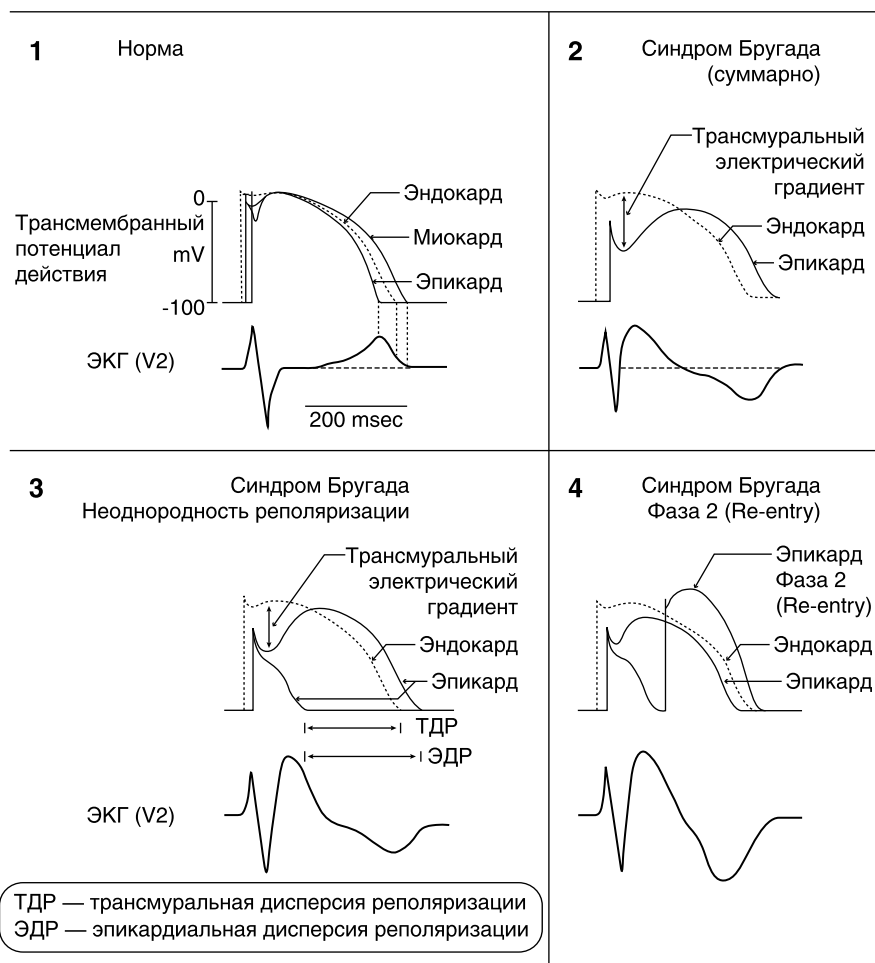 1
Норма
0
Трансмембранный
потенциал
действия
mV
-100
Эндокард
Миокард
Эпикард
ЭКГ (V2)
200 msec
2
Синдром Бругада
(суммарно)
Трансмуральный
электрический
градиент
Эндокард
Эпикард
3
Синдром Бругада
Неоднородность реполяризации
Трансмуральный
электрический
градиент
Эндокард
Эпикард
ТДР
ЭДР
ЭКГ (V2)
4
Синдром Бругада
Фаза 2 (Re-entry)
Эпикард
Фаза 2
(Re-entry)
Эндокард
Эпикард
ТДР — трансмуральная дисперсия реполяризации
ЭДР — эпикардиальная дисперсия реполяризации